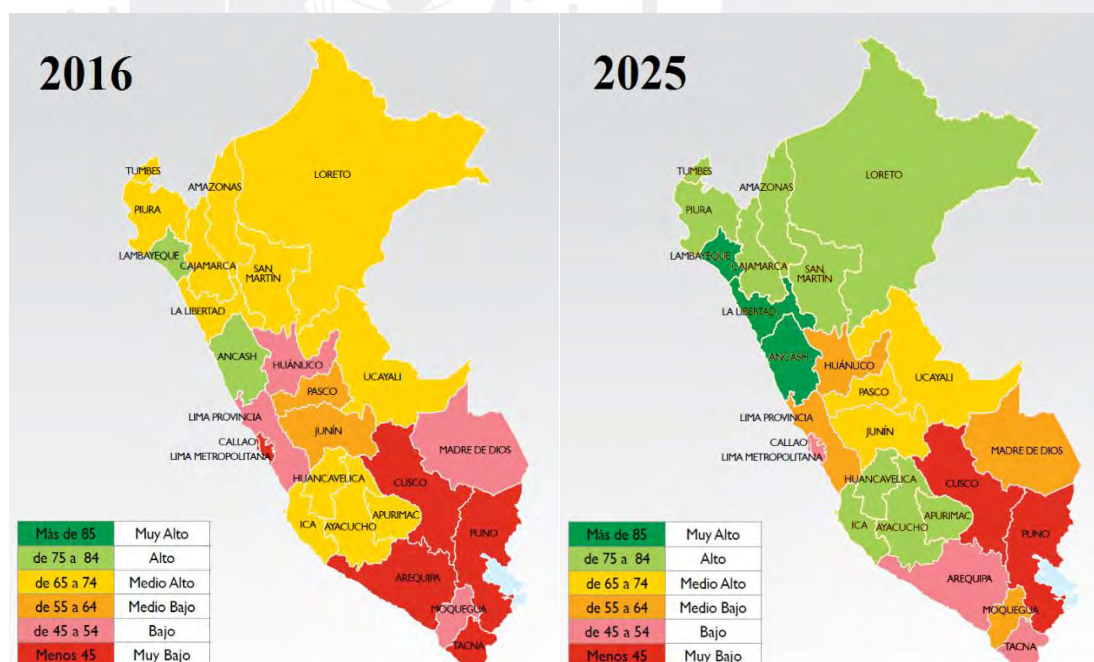 2016
TUMBES
LORETO
AMAZONAS
PIURA
LAMBAYEQUE
CAJAMARCA
SAN
MARTÍN
LA LIBERTAD
ANCASH
HUÁNUCO
UCAYALI
PASCO
LIMA PROVINCIA
JUNÍN
CALLAO
LIMA METROPOLITANA
MADRE DE DIOS
HUANCAVELICA
CUSCO
ICA
AYACUCHO
APURIMAC
PUNO
AREQUIPA
MOQUEGUA
TACNA
Más de 85 Muy Alto
de 75 a 84 Alto
de 65 a 74 Medio Alto
de 55 a 64 Medio Bajo
de 45 a 54 Bajo
Menos 45 Muy Bajo
2025
TUMBES
LORETO
AMAZONAS
PIURA
LAMBAYEQUE
CAJAMARCA
SAN
MARTÍN
LA LIBERTAD
ANCASH
HUÁNUCO
UCAYALI
PASCO
LIMA PROVINCIA
JUNÍN
CALLAO
LIMA METROPOLITANA
MADRE DE DIOS
HUANCAVELICA
CUSCO
ICA
AYACUCHO
APURIMAC
PUNO
AREQUIPA
MOQUEGUA
TACNA
Más de 85 Muy Alto
de 75 a 84 Alto
de 65 a 74 Medio Alto
de 55 a 64 Medio Bajo
de 45 a 54 Bajo
Menos 45 Muy Bajo